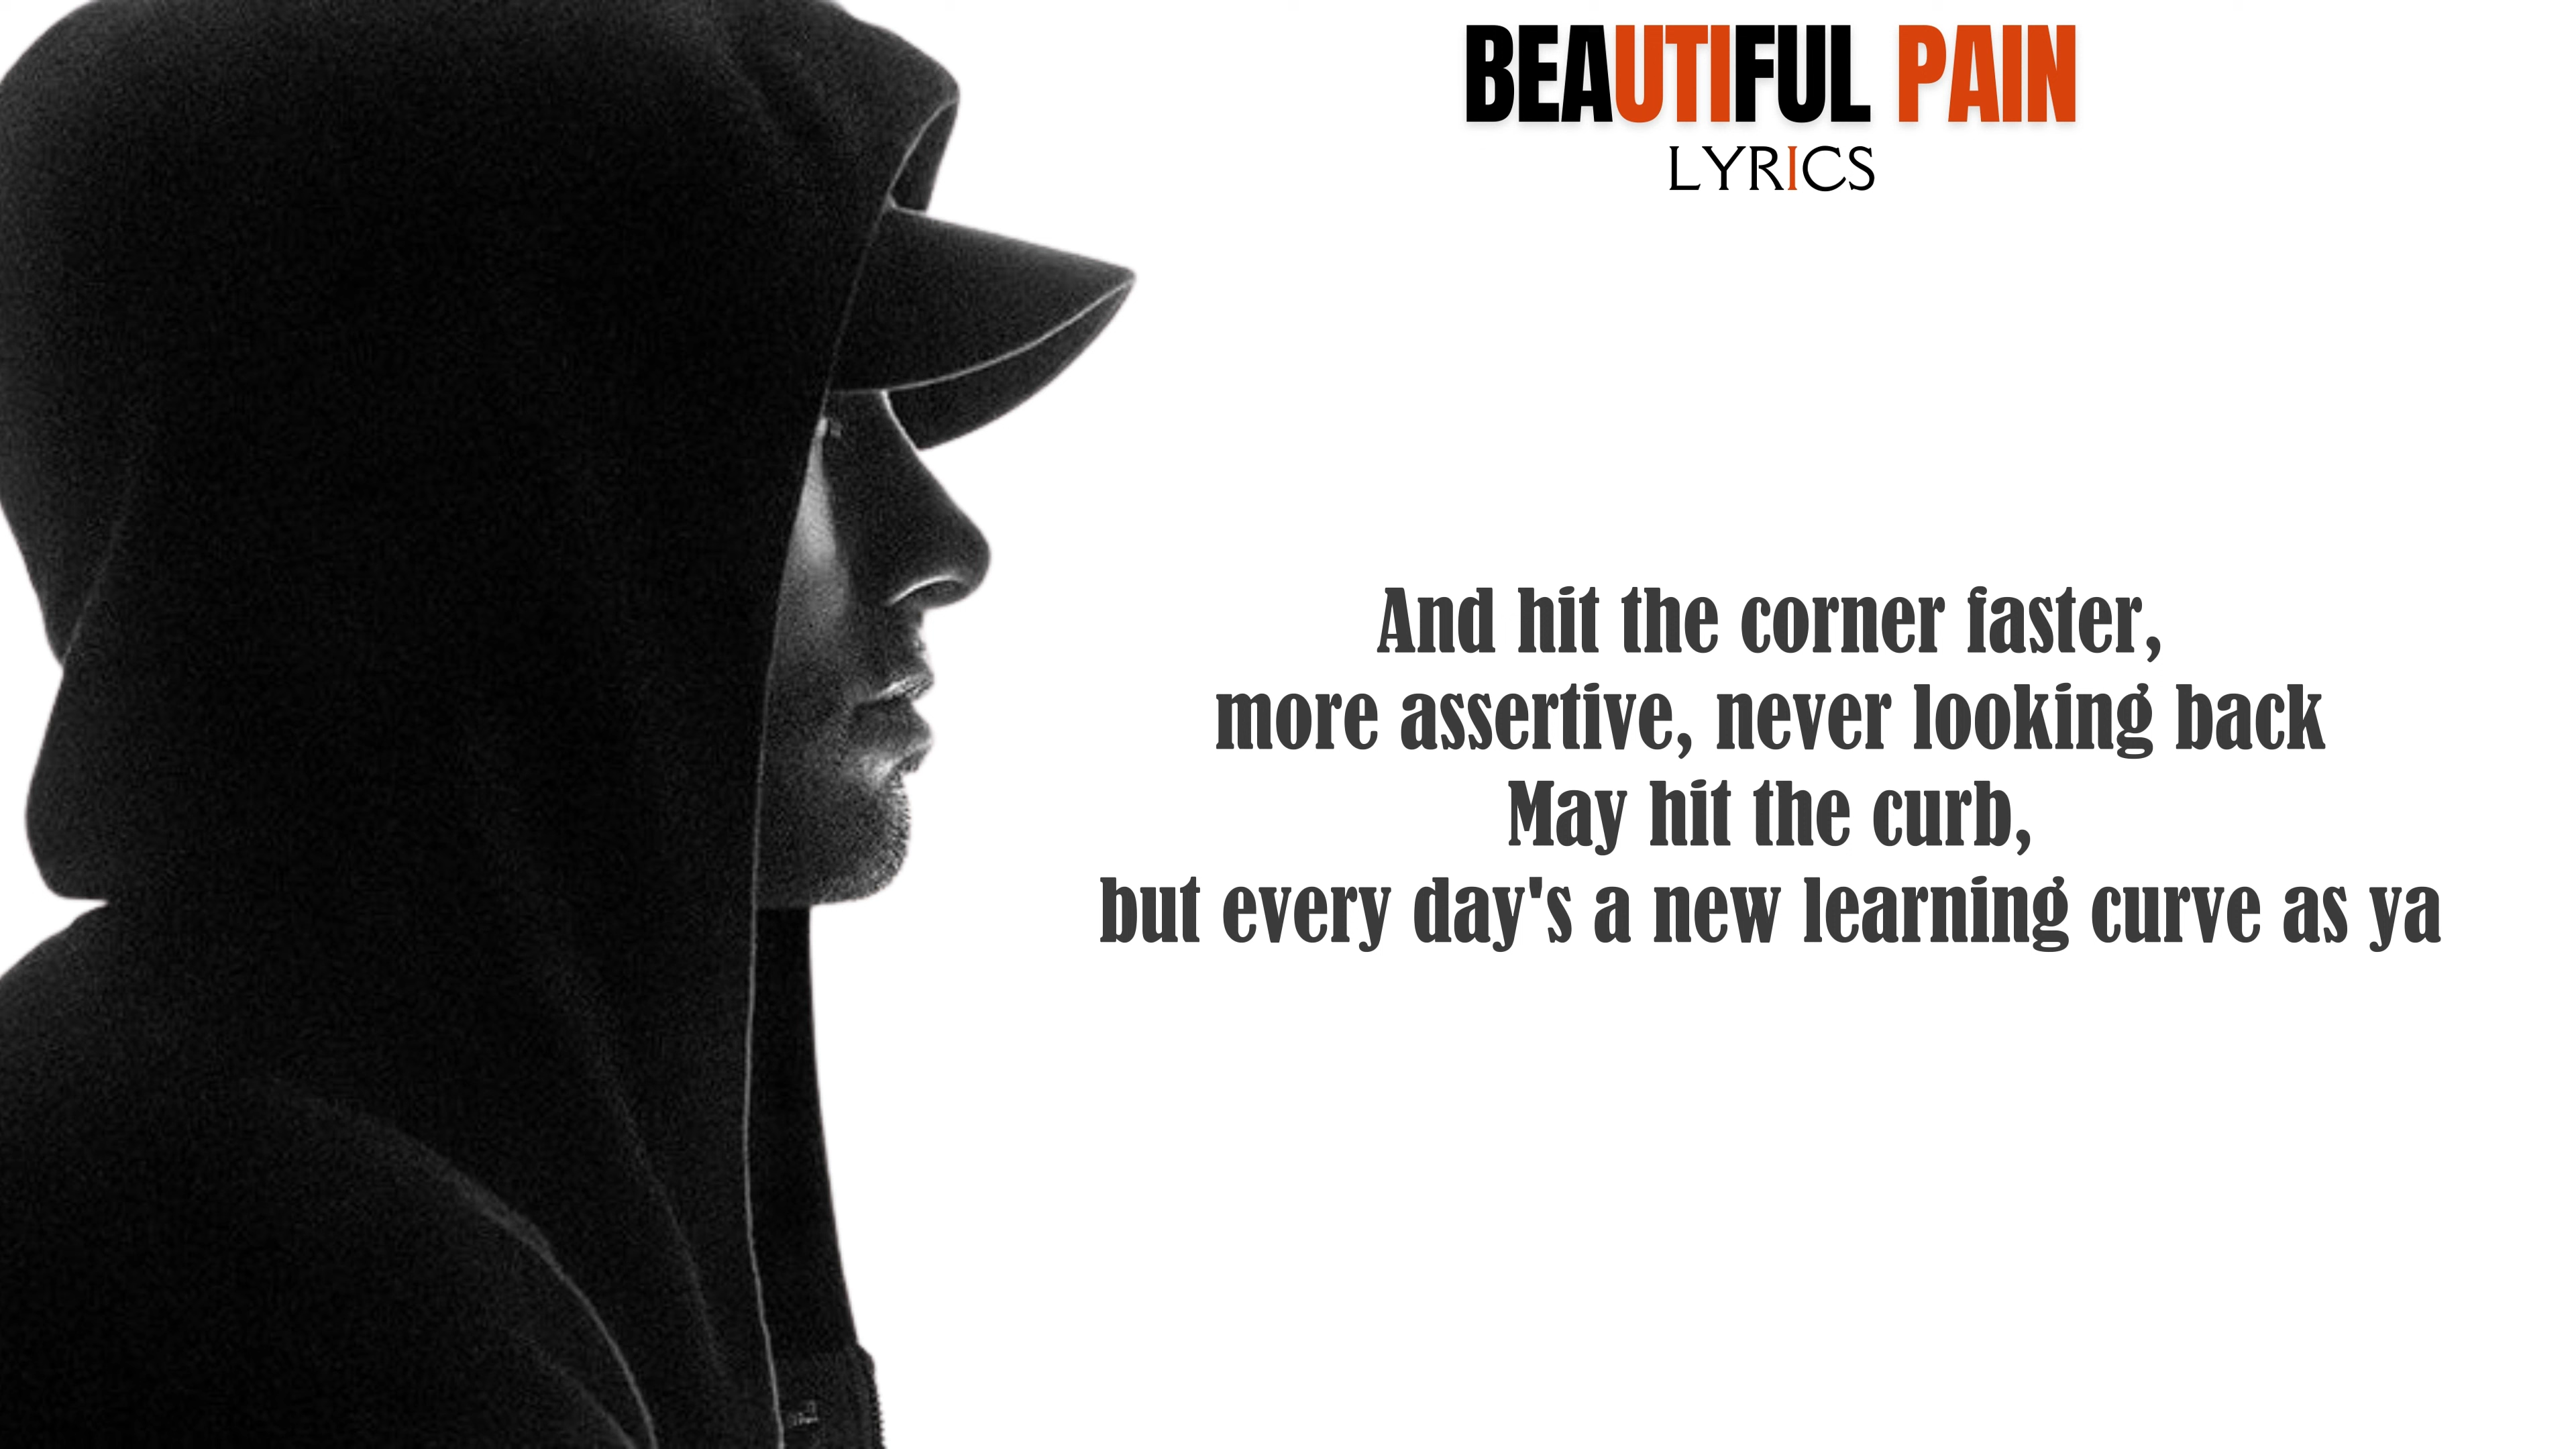 BEAUTIFUL PAIN
LYRICS
And hit the corner faster,
more assertive, never looking back
May hit the curb,
but every day's a new learning curve as ya